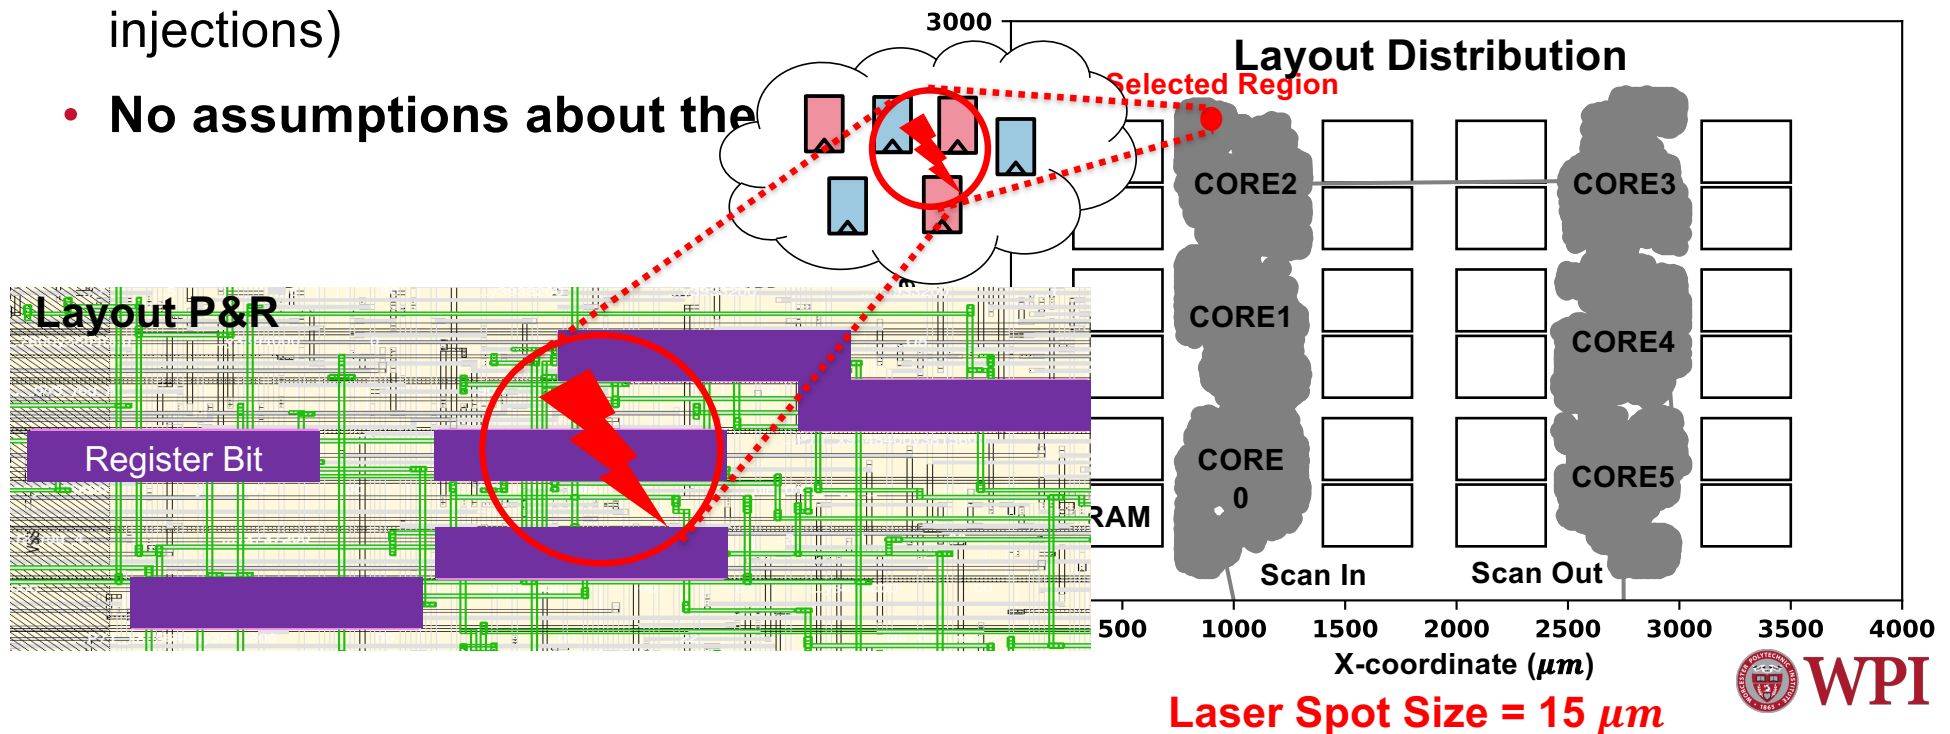 injections)
• No assumptions about the
3000
Layout Distribution
Selected Region
CORE2
CORE3
CORE1
CORE4
CORE
0
CORE5
RAM
Scan In
Scan Out
500 1000 1500 2000 2500 3000 3500 4000
X-coordinate (μm)
Laser Spot Size = 15 μm
Layout P&R
Register Bit
WPI